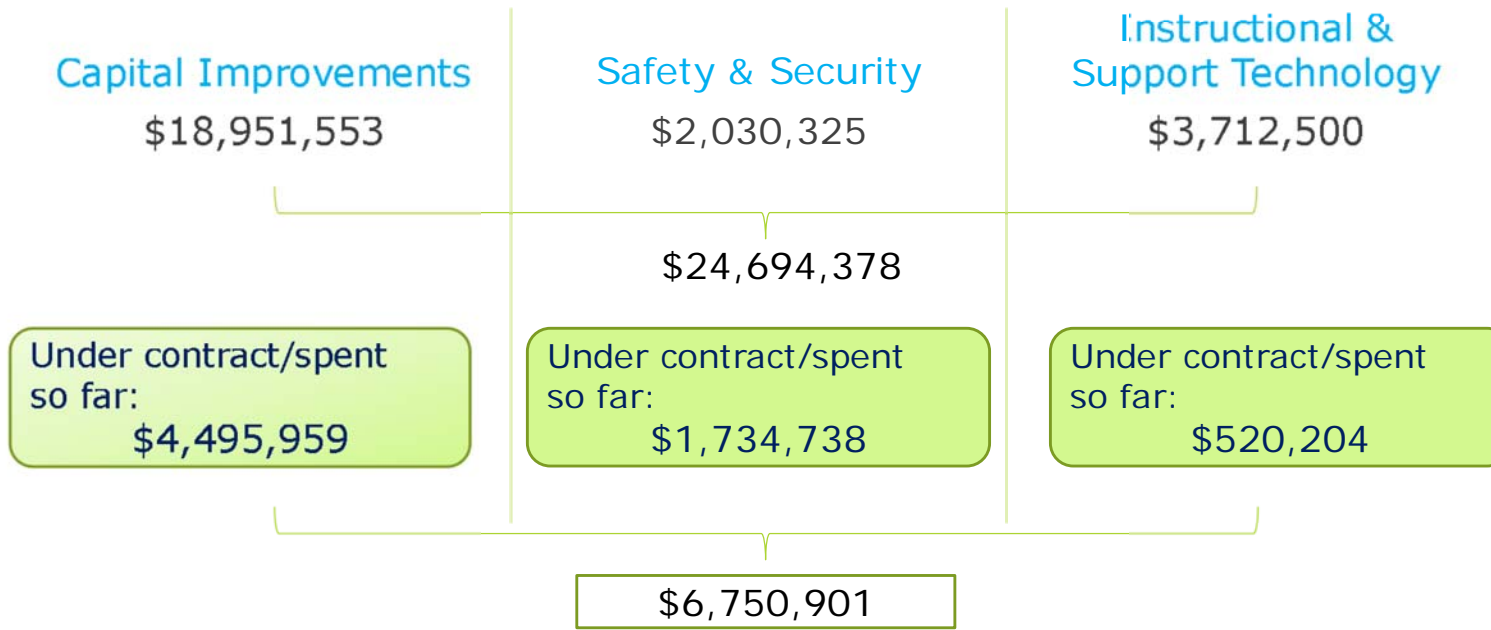 Capital Improvements
$18,951,553
Safety & Security
$2,030,325
Instructional &
Support Technology
$3,712,500
$24,694,378
Under contract/spent
so far:
$4,495,959
Under contract/spent
so far:
$1,734,738
Under contract/spent
so far:
$520,204
$6,750,901